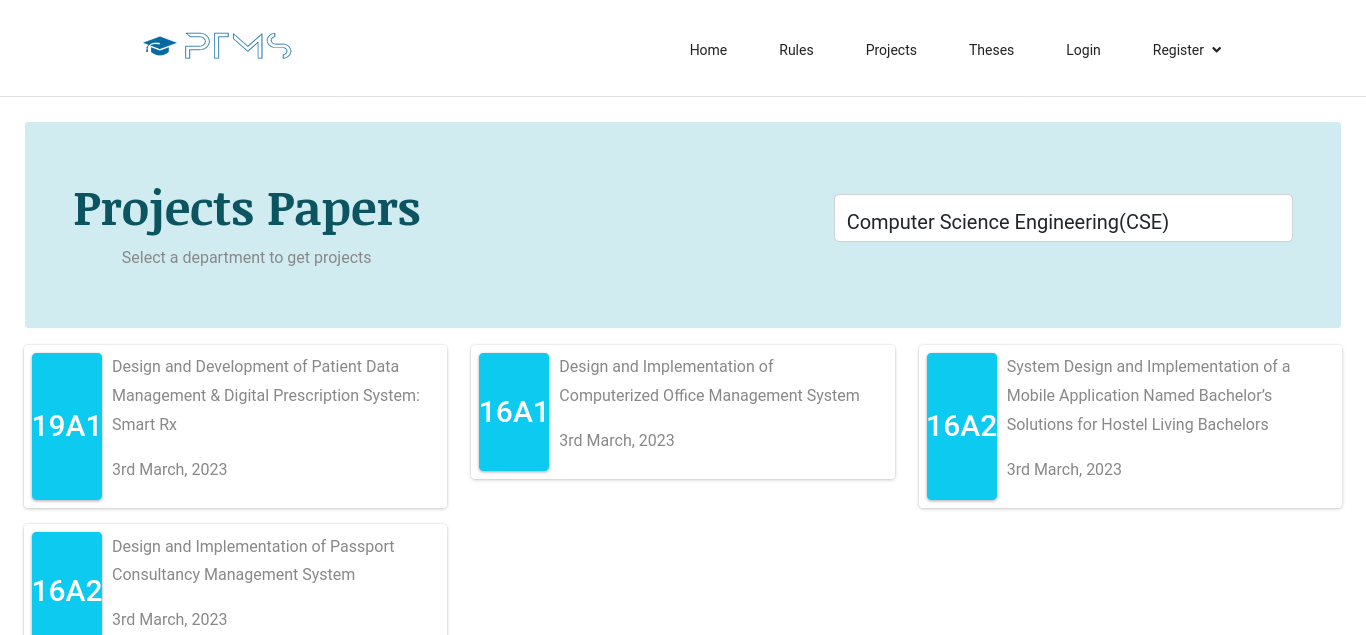 PTMS
Home
Rules
Projects
Theses
Login
Register
Projects Papers
Select a department to get projects
Computer Science Engineering(CSE)
19A1
Design and Development of Patient Data
Management & Digital Prescription System:
Smart Rx
3rd March, 2023
16A1
Design and Implementation of
Computerized Office Management System
3rd March, 2023
16A2
System Design and Implementation of a
Mobile Application Named Bachelor’s
Solutions for Hostel Living Bachelors
3rd March, 2023
16A2
Design and Implementation of Passport
Consultancy Management System
3rd March, 2023